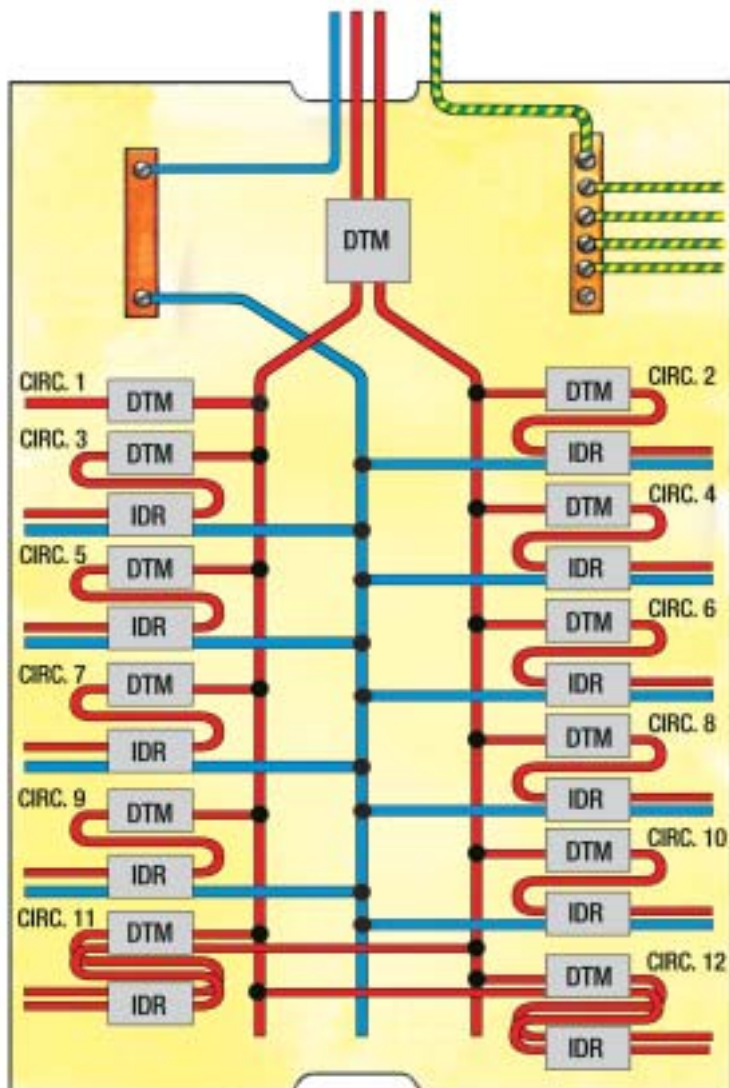 DTM
CIRC. 1
DTM
CIRC. 3
DTM
IDR
CIRC. 5
DTM
IDR
CIRC. 7
DTM
IDR
CIRC. 9
DTM
IDR
CIRC. 11
DTM
IDR
CIRC. 2
DTM
IDR
CIRC. 4
DTM
IDR
CIRC. 6
DTM
IDR
CIRC. 8
DTM
IDR
CIRC. 10
DTM
IDR
CIRC. 12
DTM
IDR